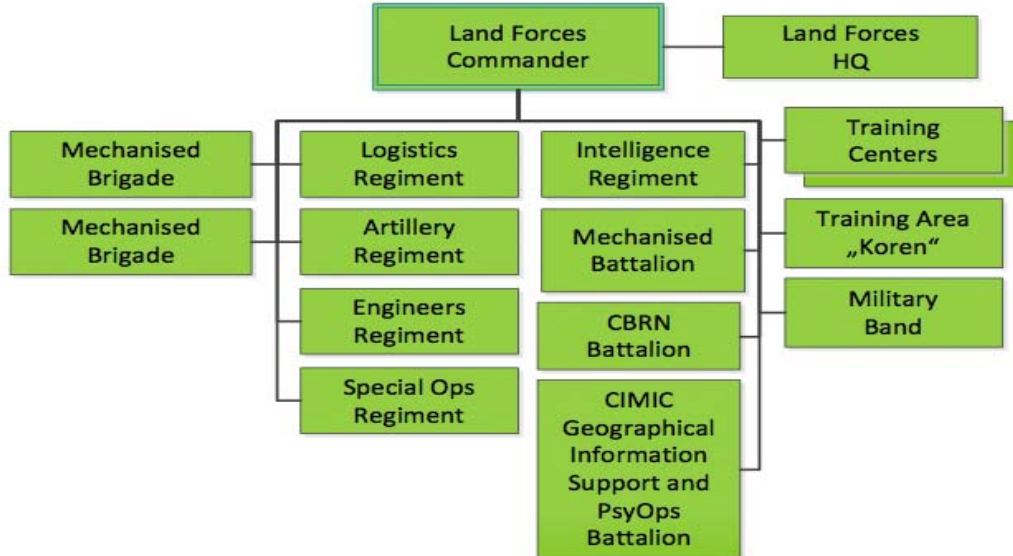 Land Forces
Commander
Land Forces
HQ
Mechanised
Brigade
Logistics
Regiment
Intelligence
Regiment
Training
Centers
Mechanised
Brigade
Artillery
Regiment
Mechanised
Battalion
Training Area
„Koren“
Engineers
Regiment
CBRN
Battalion
Military
Band
Special Ops
Regiment
CIMIC
Geographical
Information
Support and
PsyOps
Battalion